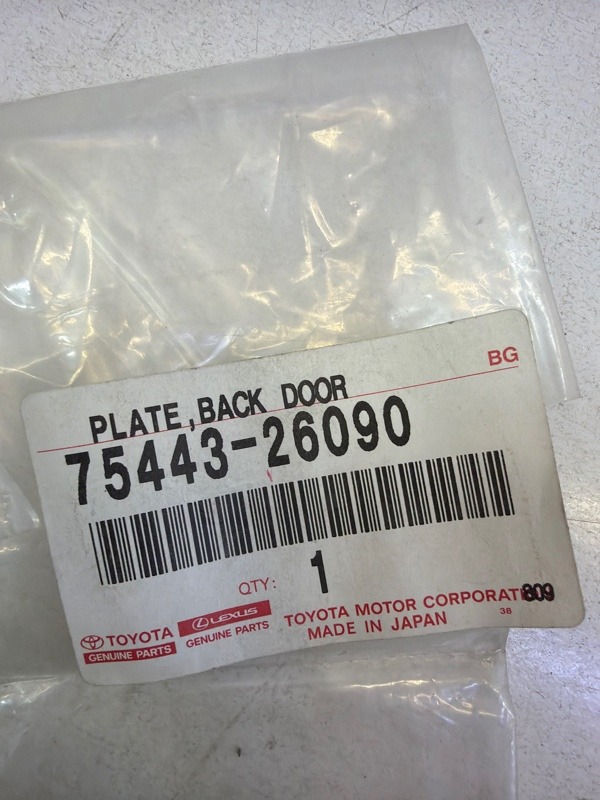 BG
PLATE, BACK DOOR
75443-26090
QTY: 1
TOYOTA
GENUINE PARTS
LEXUS
GENUINE PARTS
TOYOTA MOTOR CORPORATI
809
38
MADE IN JAPAN